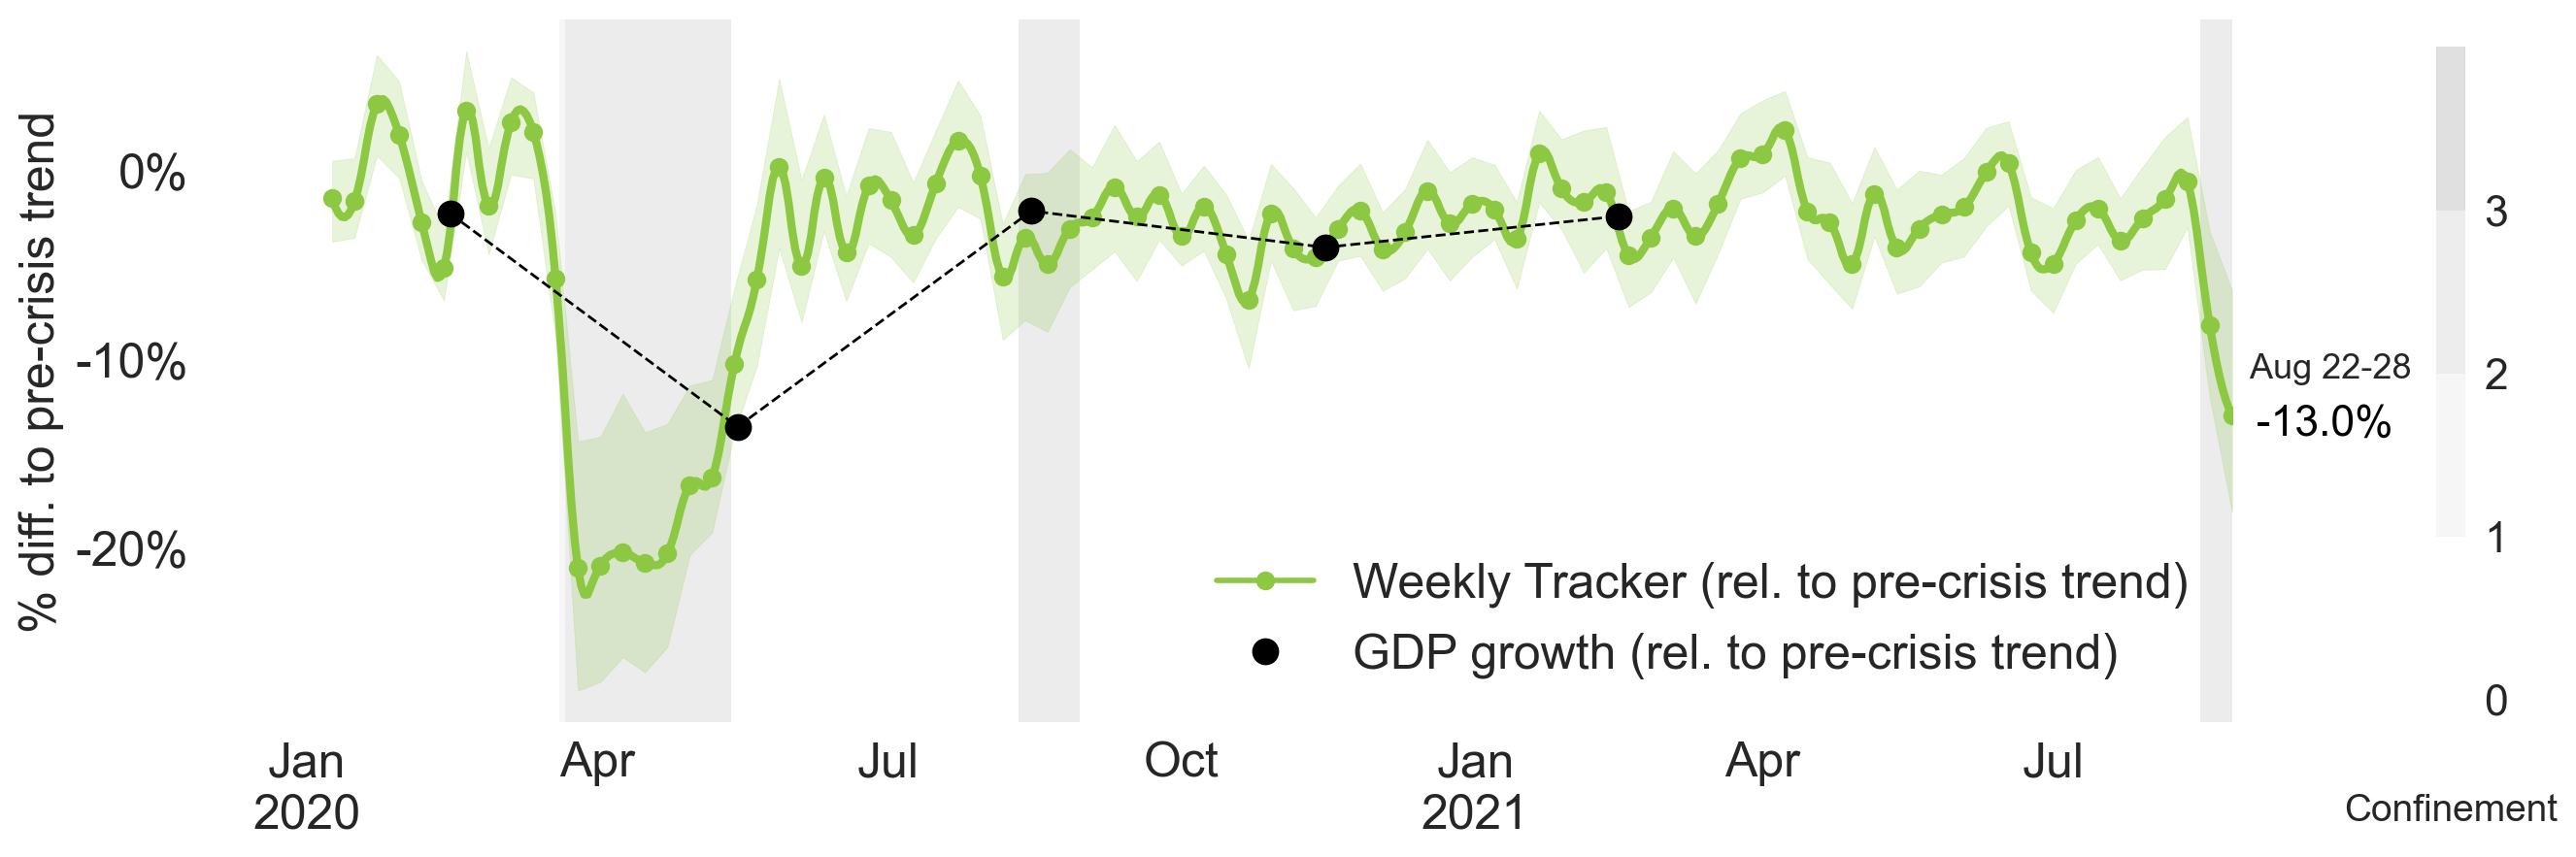 % diff. to pre-crisis trend
0%
-10%
-20%
Jan
2020
Apr
Jul
Oct
Jan
2021
Apr
Jul
Weekly Tracker (rel. to pre-crisis trend)
GDP growth (rel. to pre-crisis trend)
Aug 22-28
-13.0%
3
2
1
0
Confinement